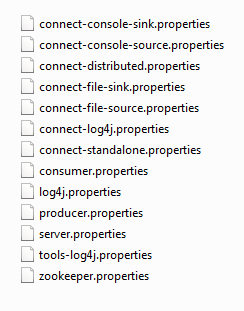 connect-console-sink.properties
connect-console-source.properties
connect-distributed.properties
connect-file-sink.properties
connect-file-source.properties
connect-log4j.properties
connect-standalone.properties
consumer.properties
log4j.properties
producer.properties
server.properties
tools-log4j.properties
zookeeper.properties